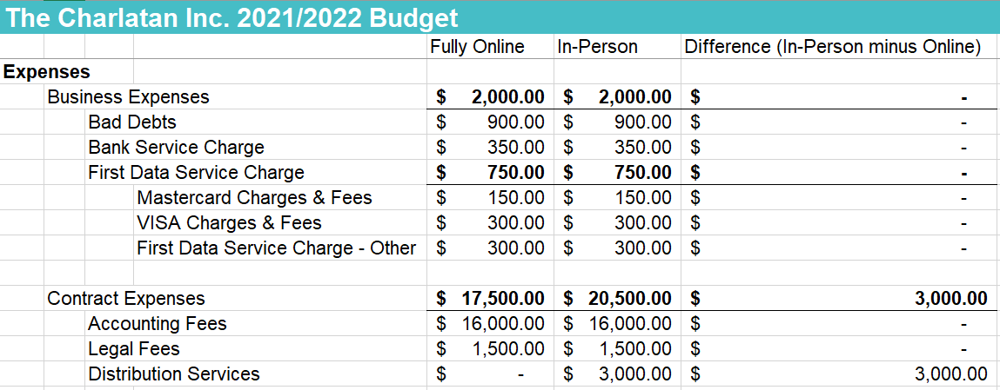 The Charlatan Inc. 2021/2022 Budget
Fully Online In-Person Difference (In-Person minus Online)
Expenses
Business Expenses $ 2,000.00 $ 2,000.00 $ -
Bad Debts $ 900.00 $ 900.00 $ -
Bank Service Charge $ 350.00 $ 350.00 $ -
First Data Service Charge $ 750.00 $ 750.00 $ -
Mastercard Charges & Fees $ 150.00 $ 150.00 $ -
VISA Charges & Fees $ 300.00 $ 300.00 $ -
First Data Service Charge - Other $ 300.00 $ 300.00 $ -
Contract Expenses $ 17,500.00 $ 20,500.00 $ 3,000.00
Accounting Fees $ 16,000.00 $ 16,000.00 $ -
Legal Fees $ 1,500.00 $ 1,500.00 $ -
Distribution Services $ - $ 3,000.00 $ 3,000.00